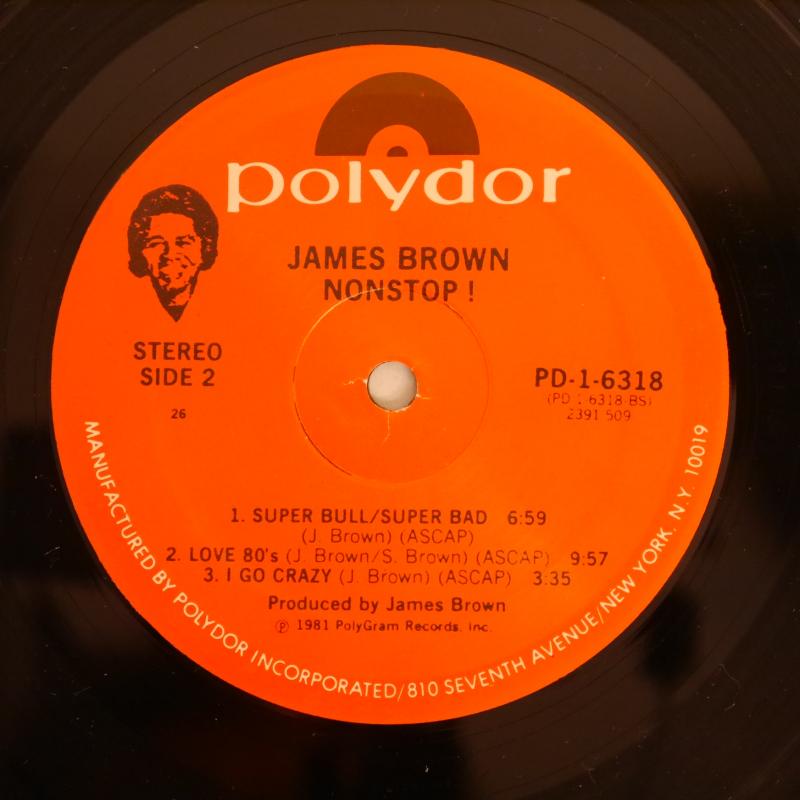 polydor
JAMES BROWN
NONSTOP !
STEREO
SIDE 2
26
PD-1-6318
(PD 1 6318 BS)
2391 509
1. SUPER BULL/SUPER BAD 6:59
(J. Brown) (ASCAP)
2. LOVE 80's (J. Brown/S. Brown) (ASCAP) 9:57
3. I GO CRAZY (J. Brown) (ASCAP) 3:35
Produced by James Brown
℗ 1981 PolyGram Records, Inc.
MANUFACTURED BY POLYDOR INCORPORATED/810 SEVENTH AVENUE/NEW YORK, N.Y. 10019